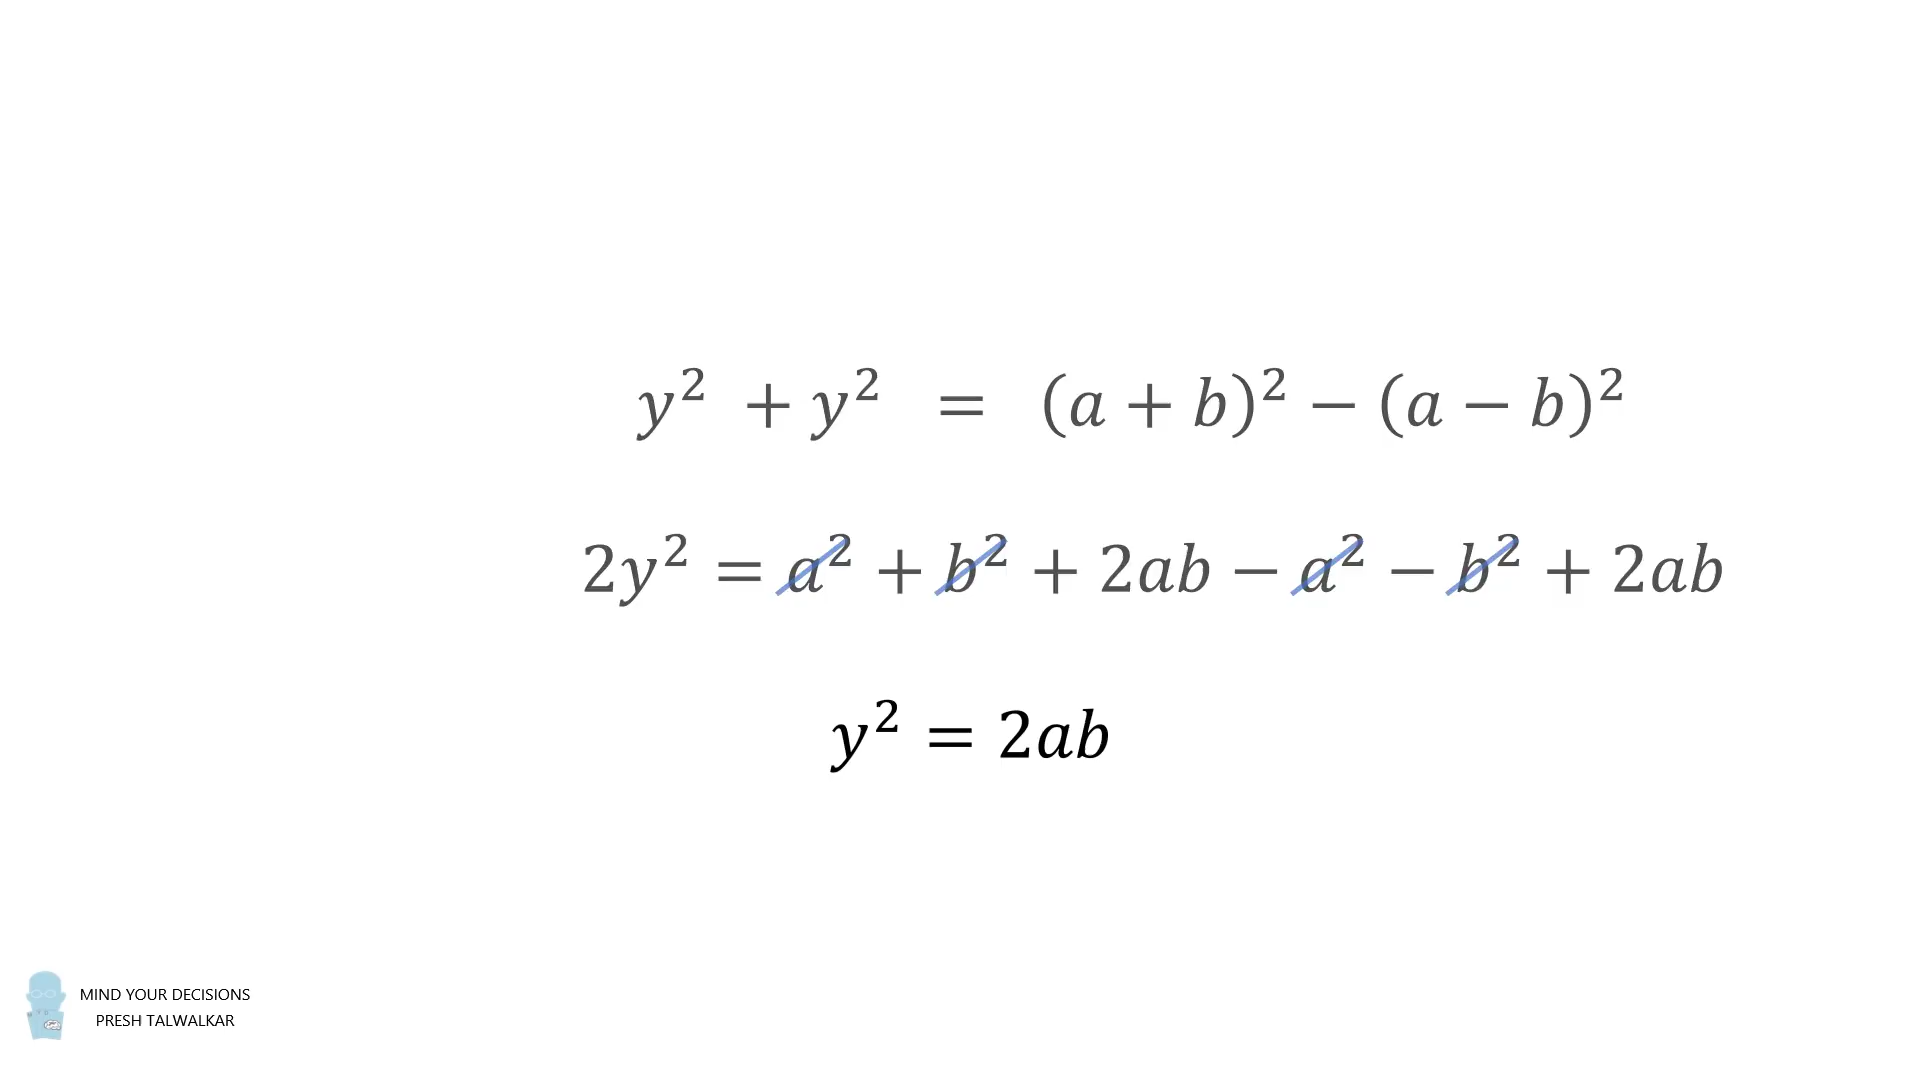 y² + y² = (a + b)² − (a − b)²
2y² = a² + b² + 2ab − a² − b² + 2ab
y² = 2ab
MIND YOUR DECISIONS
PRESH TALWALKAR